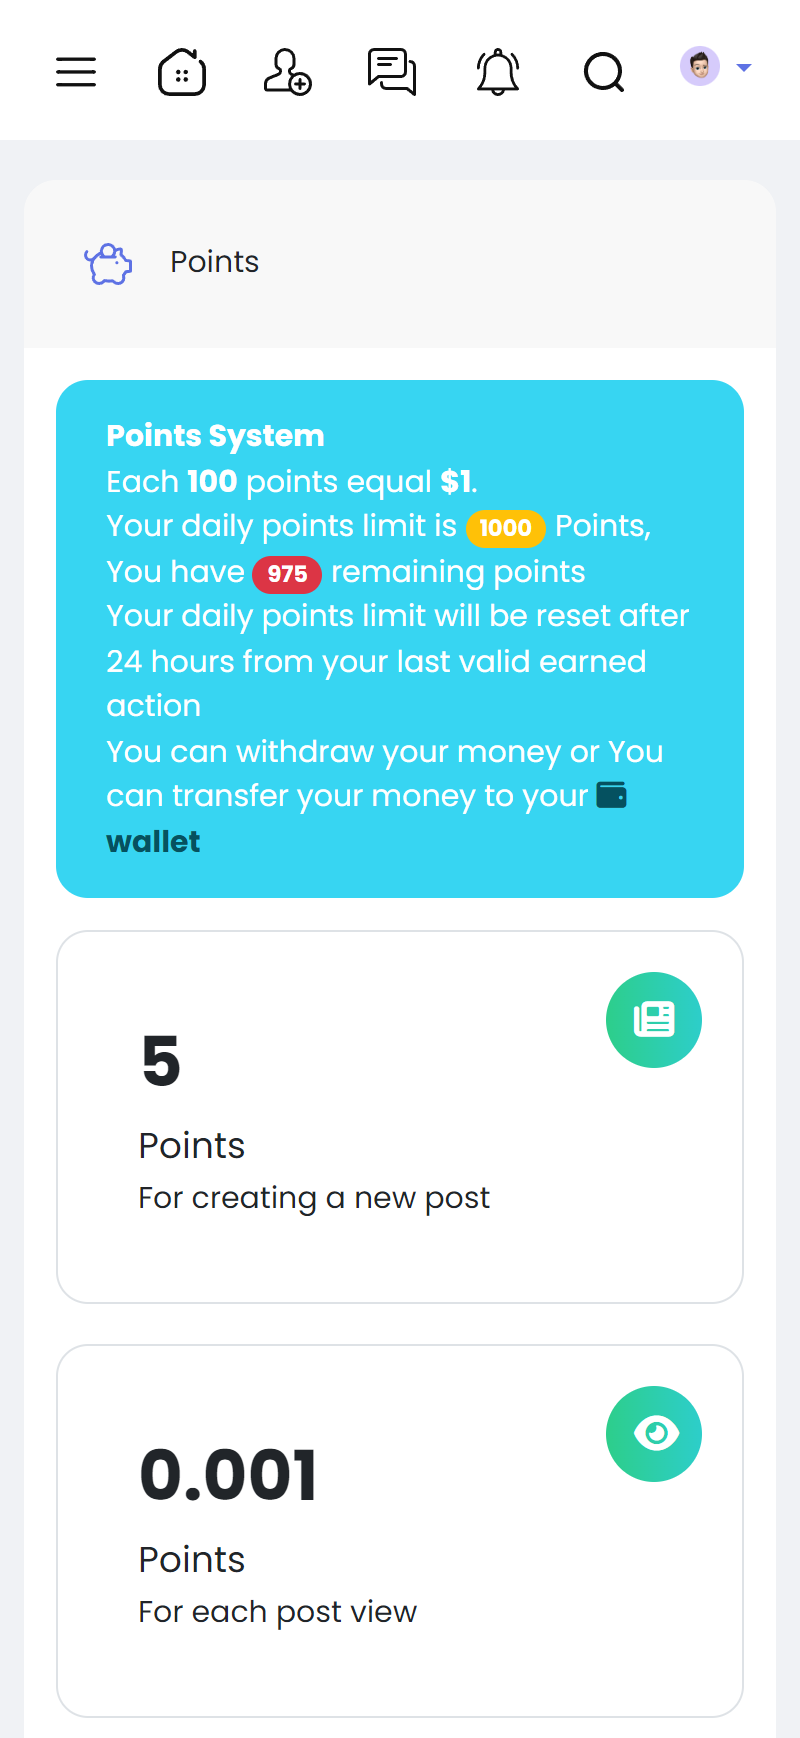 Points
Points System
Each 100 points equal $1.
Your daily points limit is 1000 Points,
You have 975 remaining points
Your daily points limit will be reset after
24 hours from your last valid earned
action
You can withdraw your money or You
can transfer your money to your
wallet
5
Points
For creating a new post
0.001
Points
For each post view